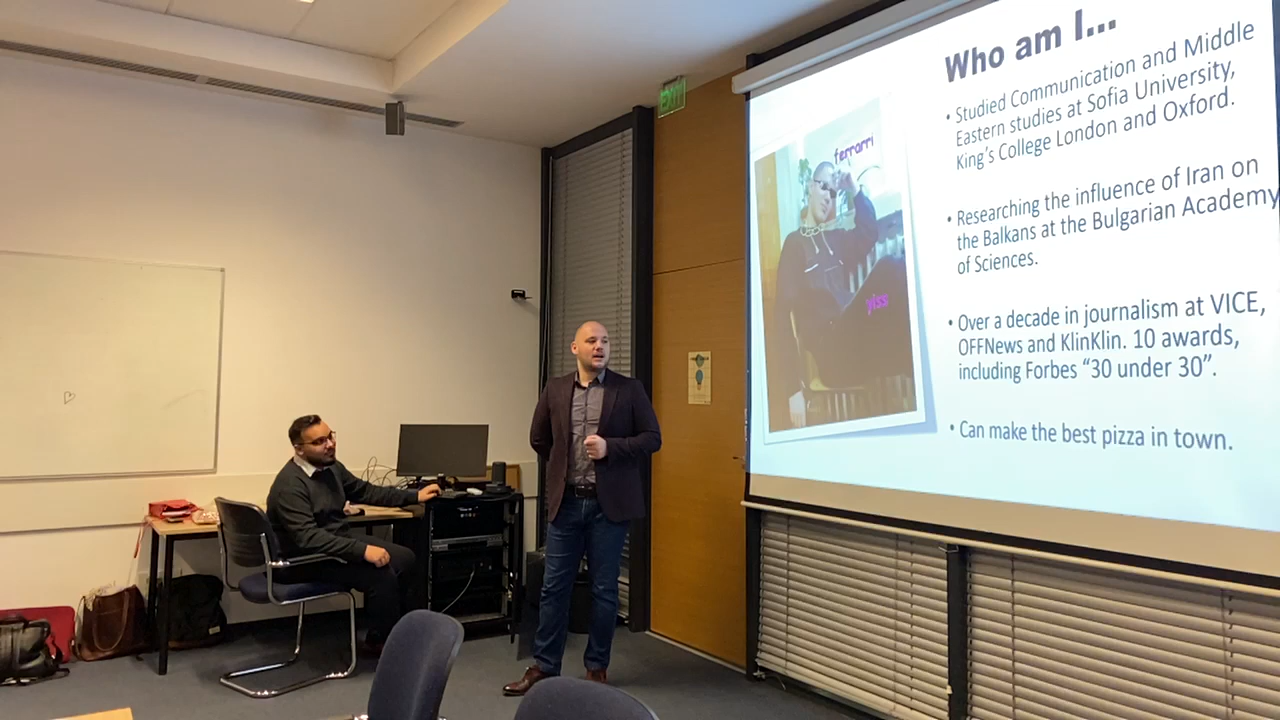 EXIT
Who am I...
• Studied Communication and Middle
Eastern studies at Sofia University,
King's College London and Oxford.
• Researching the influence of Iran on
the Balkans at the Bulgarian Academy
of Sciences.
• Over a decade in journalism at VICE,
OFFNews and KlinKlin. 10 awards,
including Forbes “30 under 30”.
• Can make the best pizza in town.
ferrarri
yiss